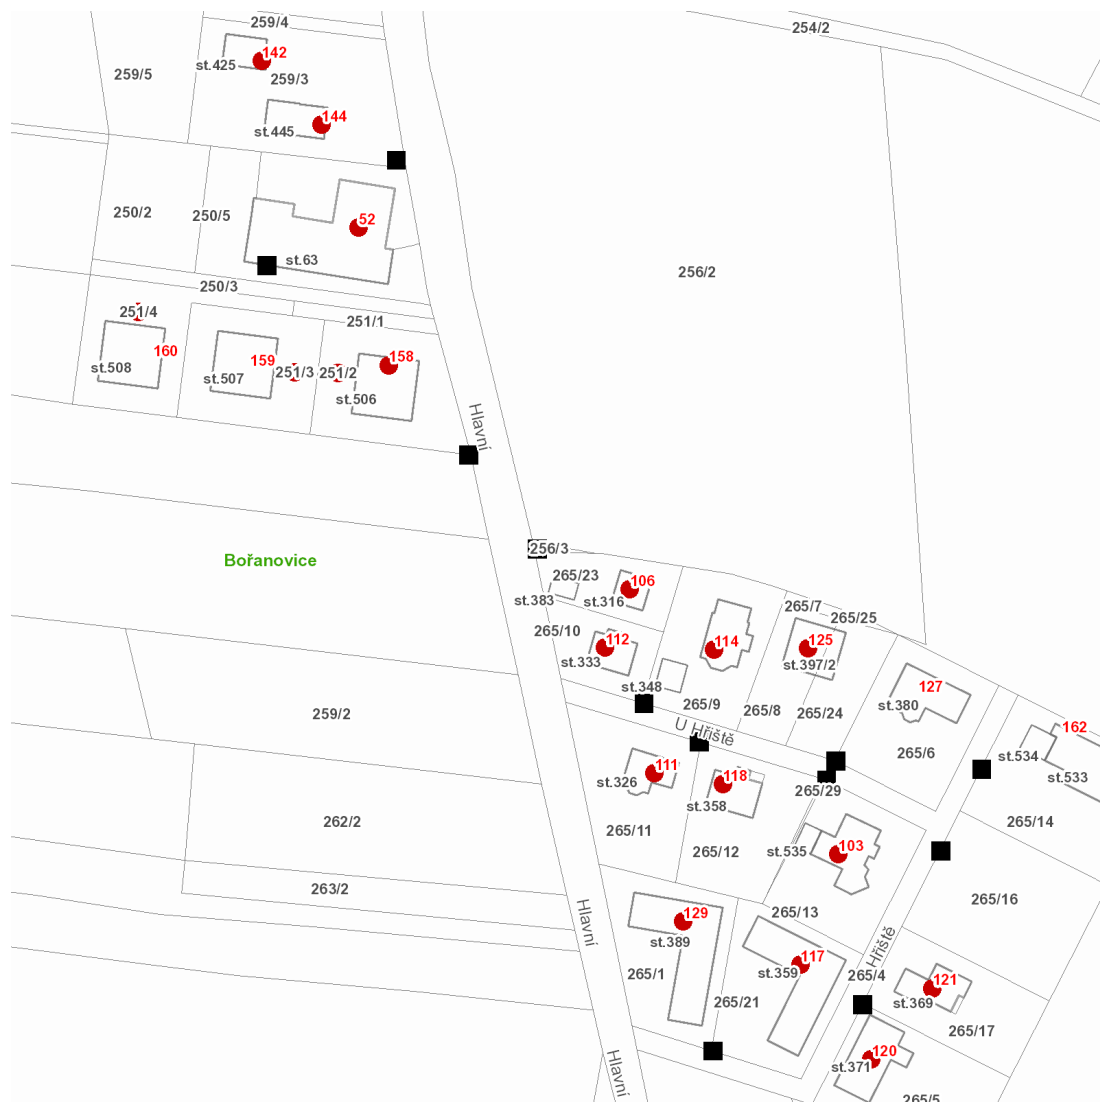 259/4
254/2
142
st.425
259/5
259/3
144
st.445
250/2
250/5
52
st.63
256/2
250/3
251/4
251/1
160
159
158
st.508
st.507
251/3
251/2
st.506
Hlavní
Bořanovice
256/3
265/23
106
st.383
st.316
265/7
265/25
265/10
112
114
125
st.333
st.397/2
st.348
127
265/9
265/8
265/24
st.380
259/2
U Hřiště
162
265/6
st.534
111
118
st.533
st.326
265/29
st.358
262/2
265/11
265/14
103
265/12
st.535
263/2
265/16
Hlavní
129
265/13
st.389
Hřiště
117
265/1
st.359
265/4
121
265/21
st.369
265/17
120
Hlavní
st.371
265/5